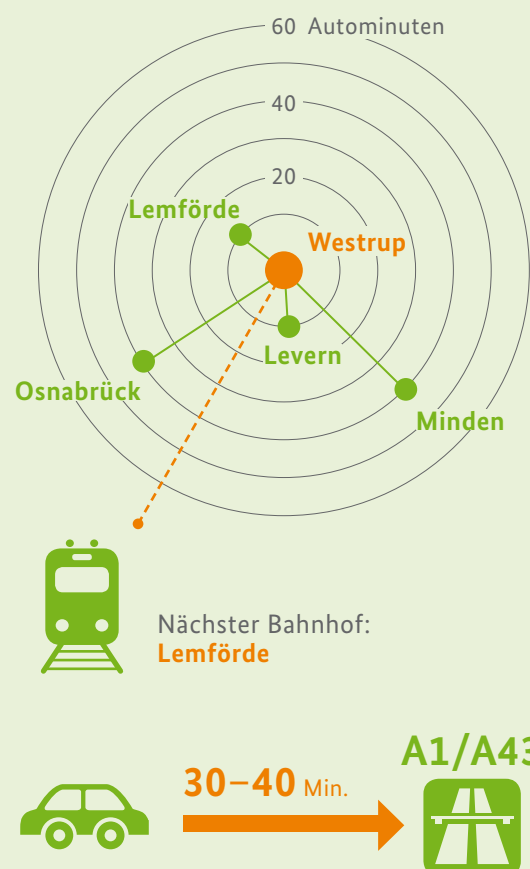 60 Autominuten
40
20
Lemförde
Westrup
Levern
Osnabrück
Minden
Nächster Bahnhof:
Lemförde
A1/A43
30–40 Min.